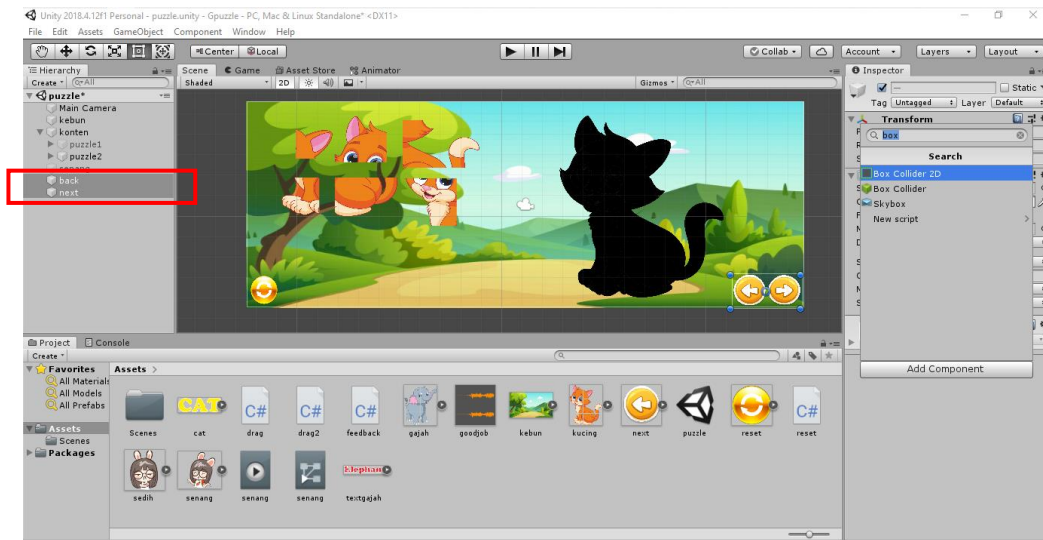 Unity 2018.4.12f1 Personal - puzzle.unity - Gpuzzle - PC, Mac & Linux Standalone* <DX11>
File Edit Assets GameObject Component Window Help
Center Local
Collab Account Layers Layout
Hierarchy
Create All
puzzle*
Main Camera
kebun
konten
puzzle1
puzzle2
back
next
Scene Game Asset Store Animator
Shaded 2D Gizmos All
Inspector
Static
Tag Untagged Layer Default
Transform
box
Search
Box Collider 2D
Box Collider
Skybox
New script
Add Component
Project Console
Create
Favorites
All Materials
All Models
All Prefabs
Assets
Scenes
Packages
Assets >
CAT
C# C# C# C#
Scenes cat drag drag2 feedback gajah goodjob kebun kucing next puzzle reset reset
Elephant
sedih senang senang senang textgajah